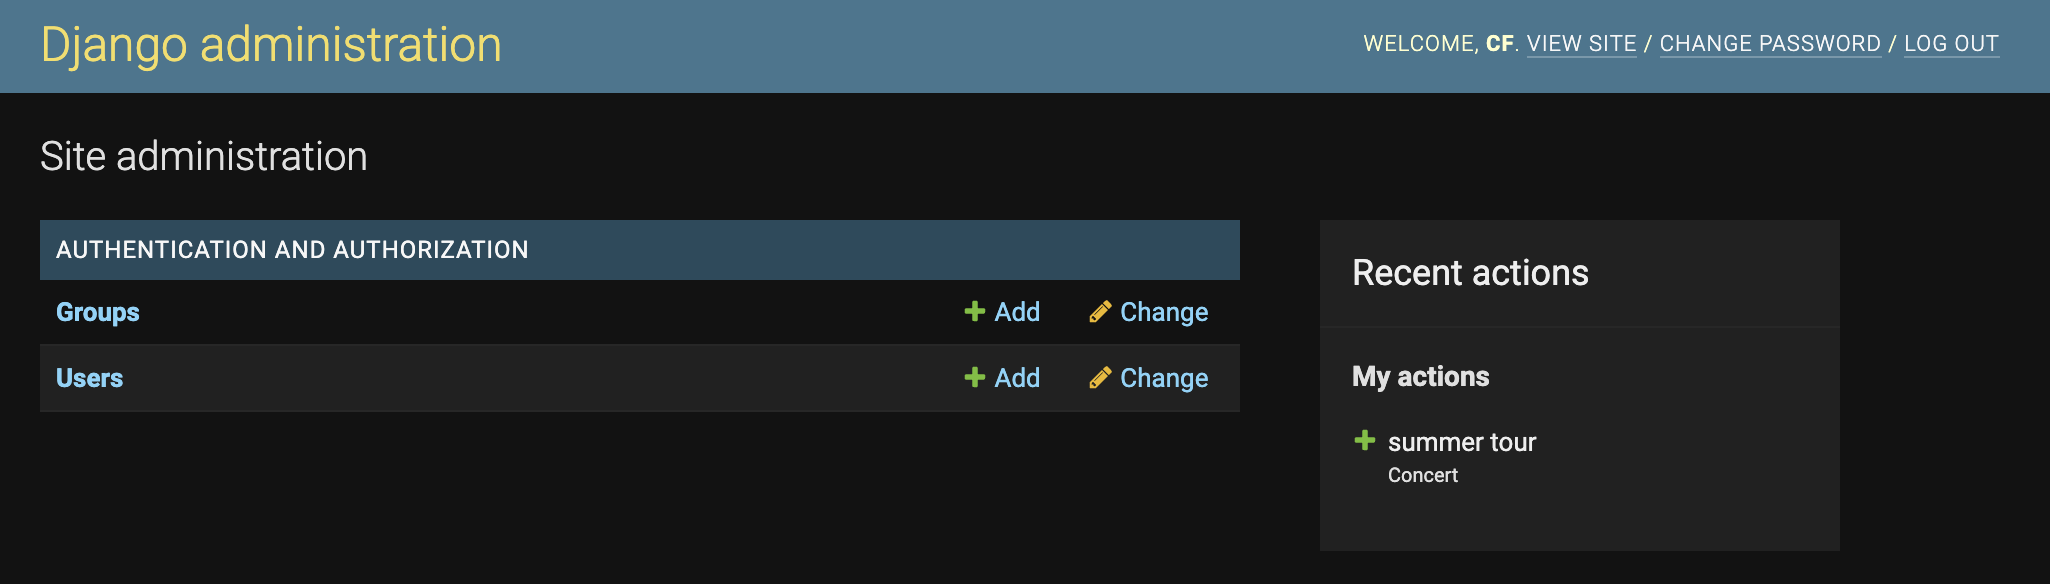 Django administration
WELCOME, CF. VIEW SITE / CHANGE PASSWORD / LOG OUT
Site administration
AUTHENTICATION AND AUTHORIZATION
Groups Add Change
Users Add Change
Recent actions
My actions
summer tour
Concert